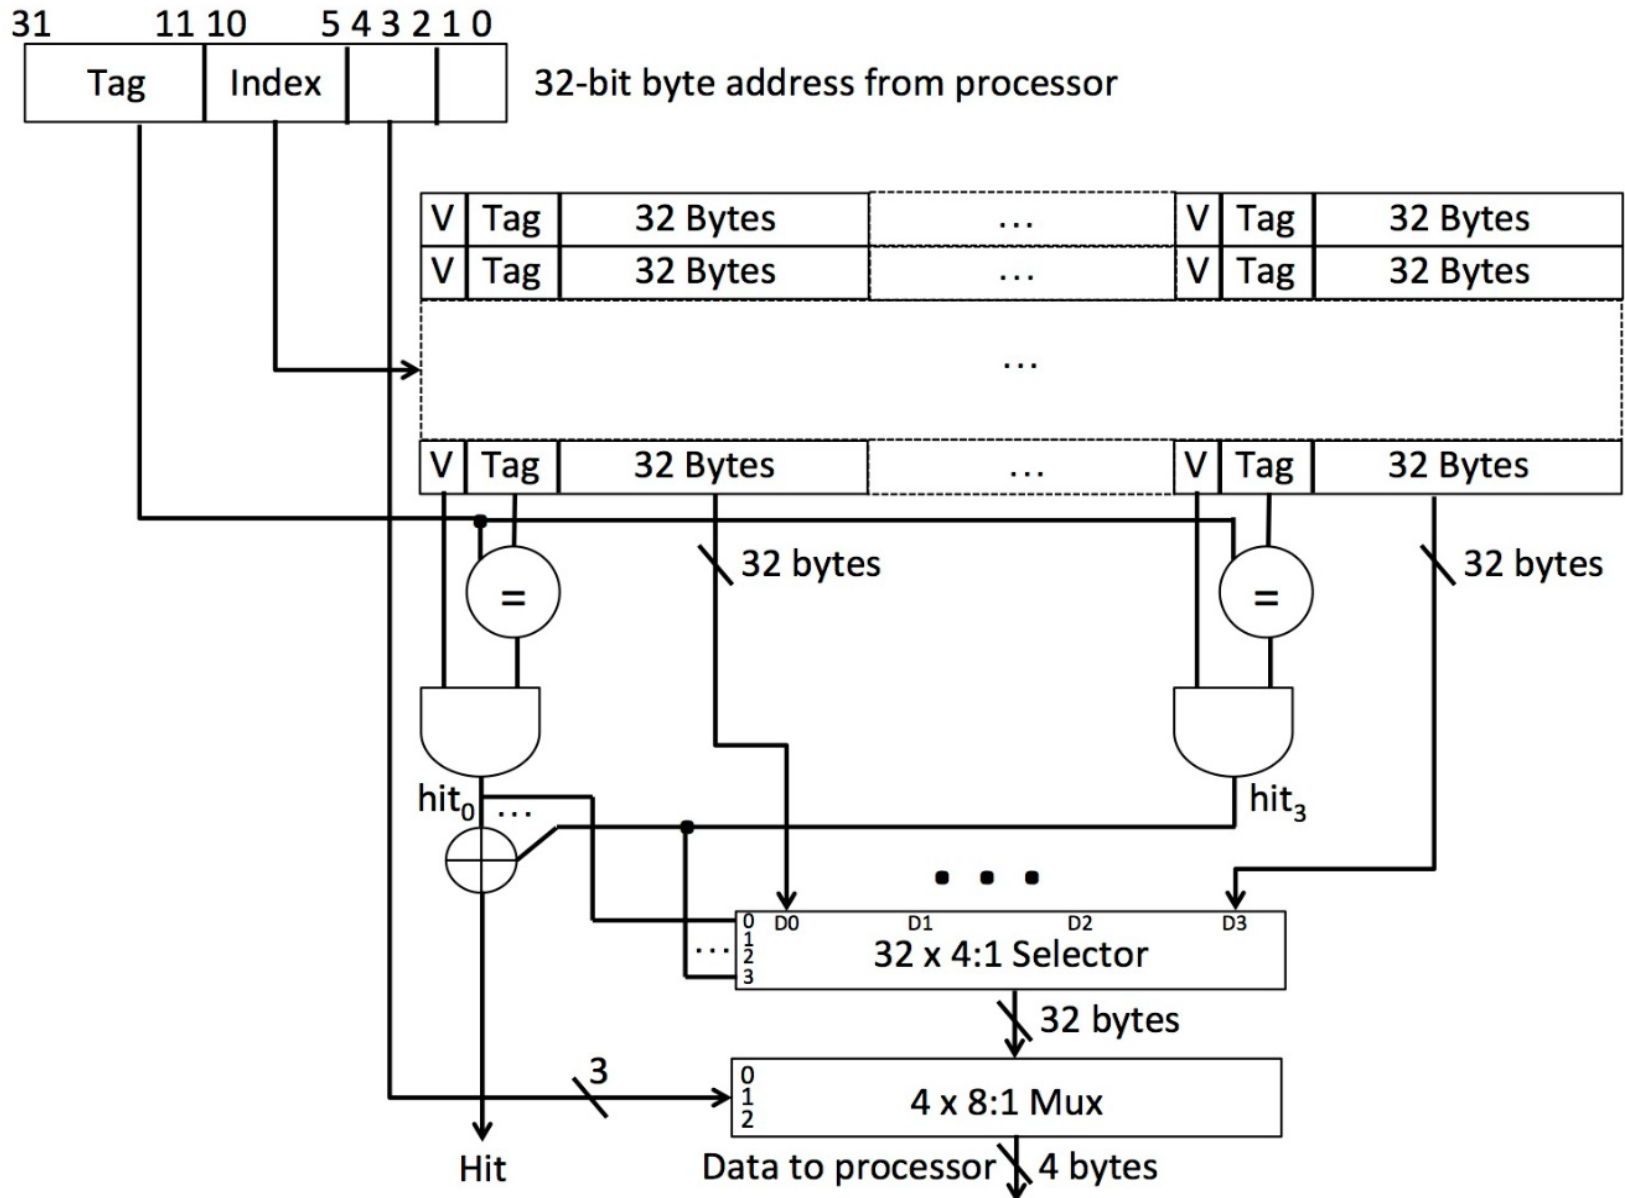 31 11 10 5 4 3 2 1 0
Tag Index 32-bit byte address from processor
V Tag 32 Bytes ... V Tag 32 Bytes
V Tag 32 Bytes ... V Tag 32 Bytes
...
V Tag 32 Bytes ... V Tag 32 Bytes
32 bytes 32 bytes
= =
hit0 ... hit3
. . .
0 D0 D1 D2 D3
1
... 2 32 x 4:1 Selector
3
32 bytes
3
0
1 4 x 8:1 Mux
2
Hit Data to processor 4 bytes